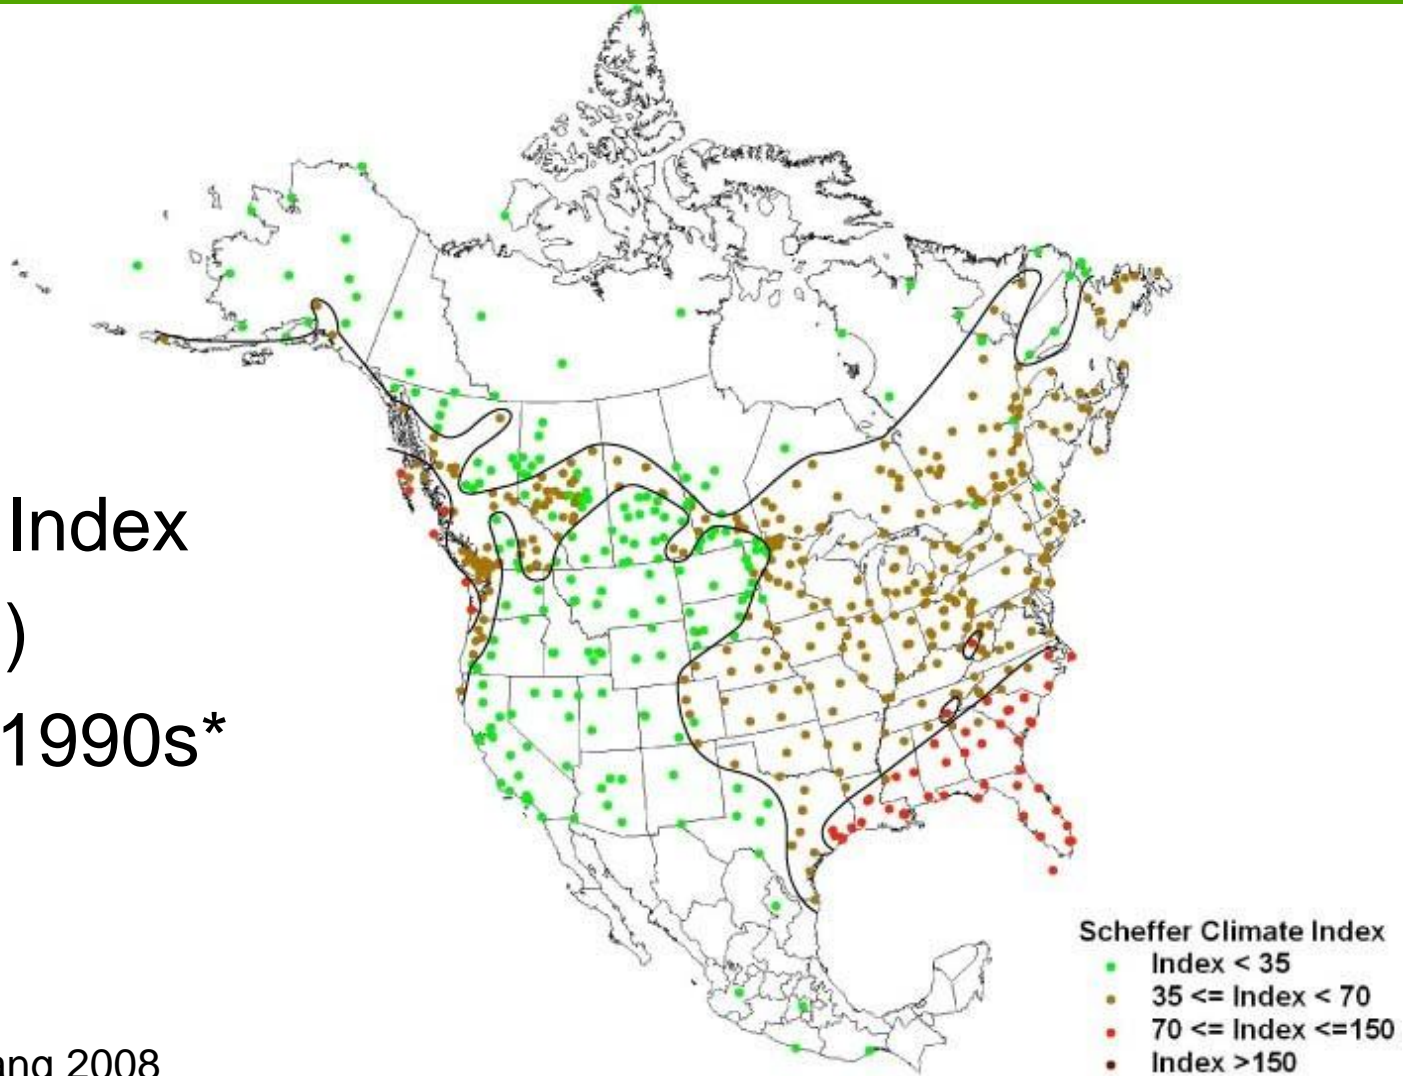 Index
)
1990s*
ang 2008
Scheffer Climate Index
Index < 35
35 <= Index < 70
70 <= Index <=150
Index >150